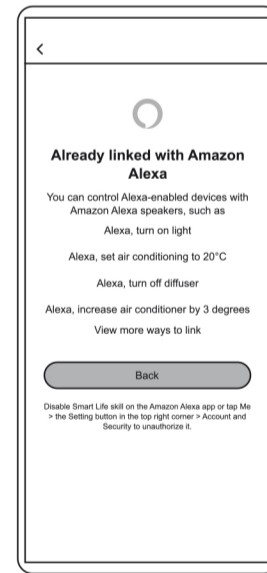 Already linked with Amazon
Alexa
You can control Alexa-enabled devices with
Amazon Alexa speakers, such as
Alexa, turn on light
Alexa, set air conditioning to 20°C
Alexa, turn off diffuser
Alexa, increase air conditioner by 3 degrees
View more ways to link
Back
Disable Smart Life skill on the Amazon Alexa app or tap Me
> the Setting button in the top right corner > Account and
Security to unauthorize it.